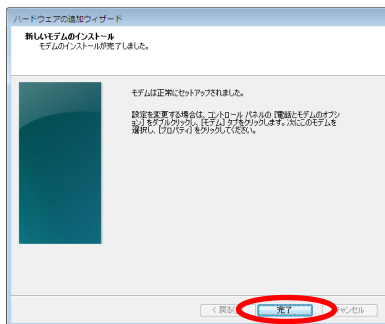 ハードウェアの追加ウィザード
新しいモデムのインストール
モデムのインストールが完了しました。
モデムは正常にセットアップされました。
設定を変更する場合は、コントロール パネルの [電話とモデムのオプシ
ョン] をダブルクリックし、[モデム] タブをクリックします。次にこのモデムを
選択し、[プロパティ] をクリックしてください。
< 戻る
完了
キャンセル